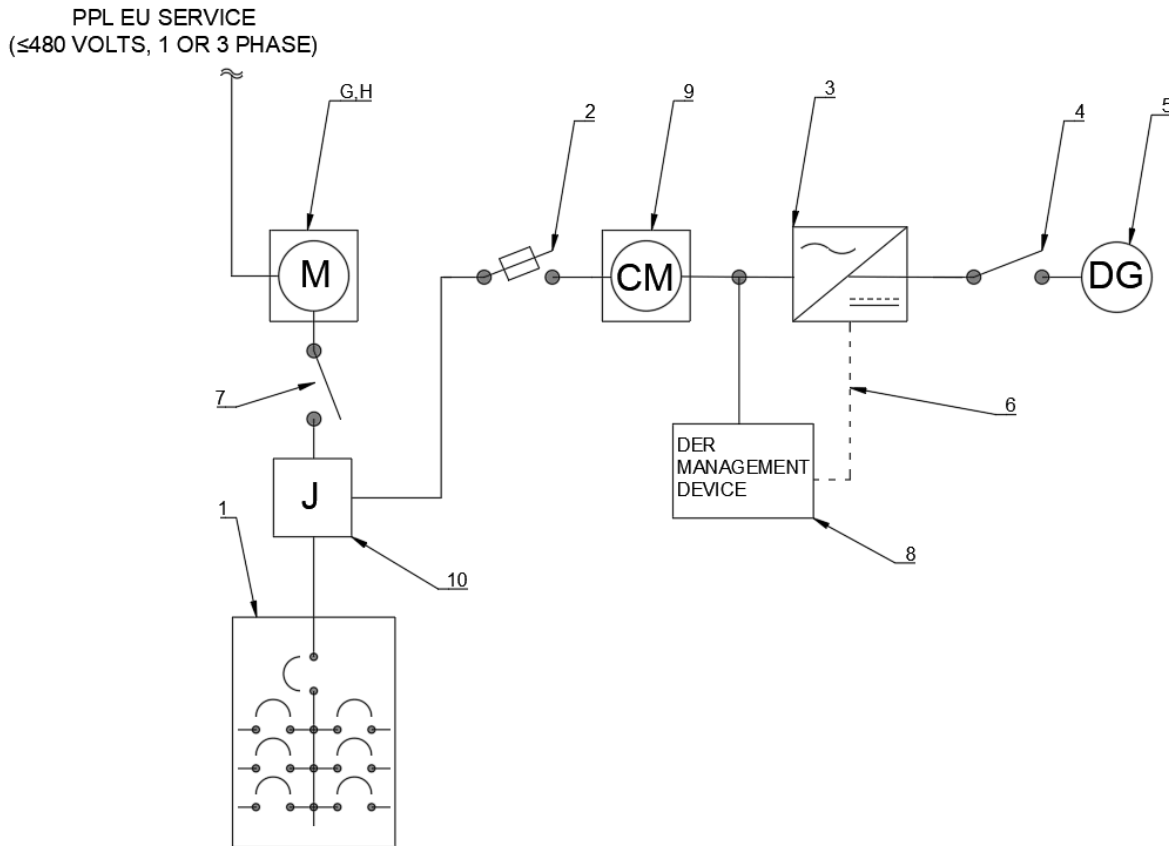 PPL EU SERVICE
(≤480 VOLTS, 1 OR 3 PHASE)
G,H
2
9
3
4
5
M
CM
DG
7
6
J
DER
MANAGEMENT
DEVICE
1
10
8